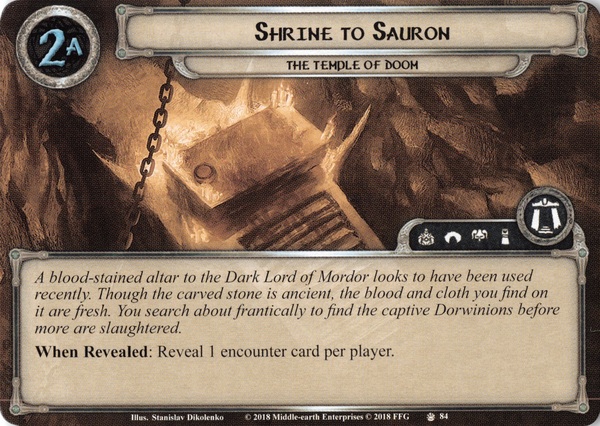 2A
SHRINE TO SAURON
THE TEMPLE OF DOOM
A blood-stained altar to the Dark Lord of Mordor looks to have been used
recently. Though the carved stone is ancient, the blood and cloth you find on
it are fresh. You search about frantically to find the captive Dorwinions before
more are slaughtered.
When Revealed: Reveal 1 encounter card per player.
Illus. Stanislav Dikolenko © 2018 Middle-earth Enterprises © 2018 FFG 84